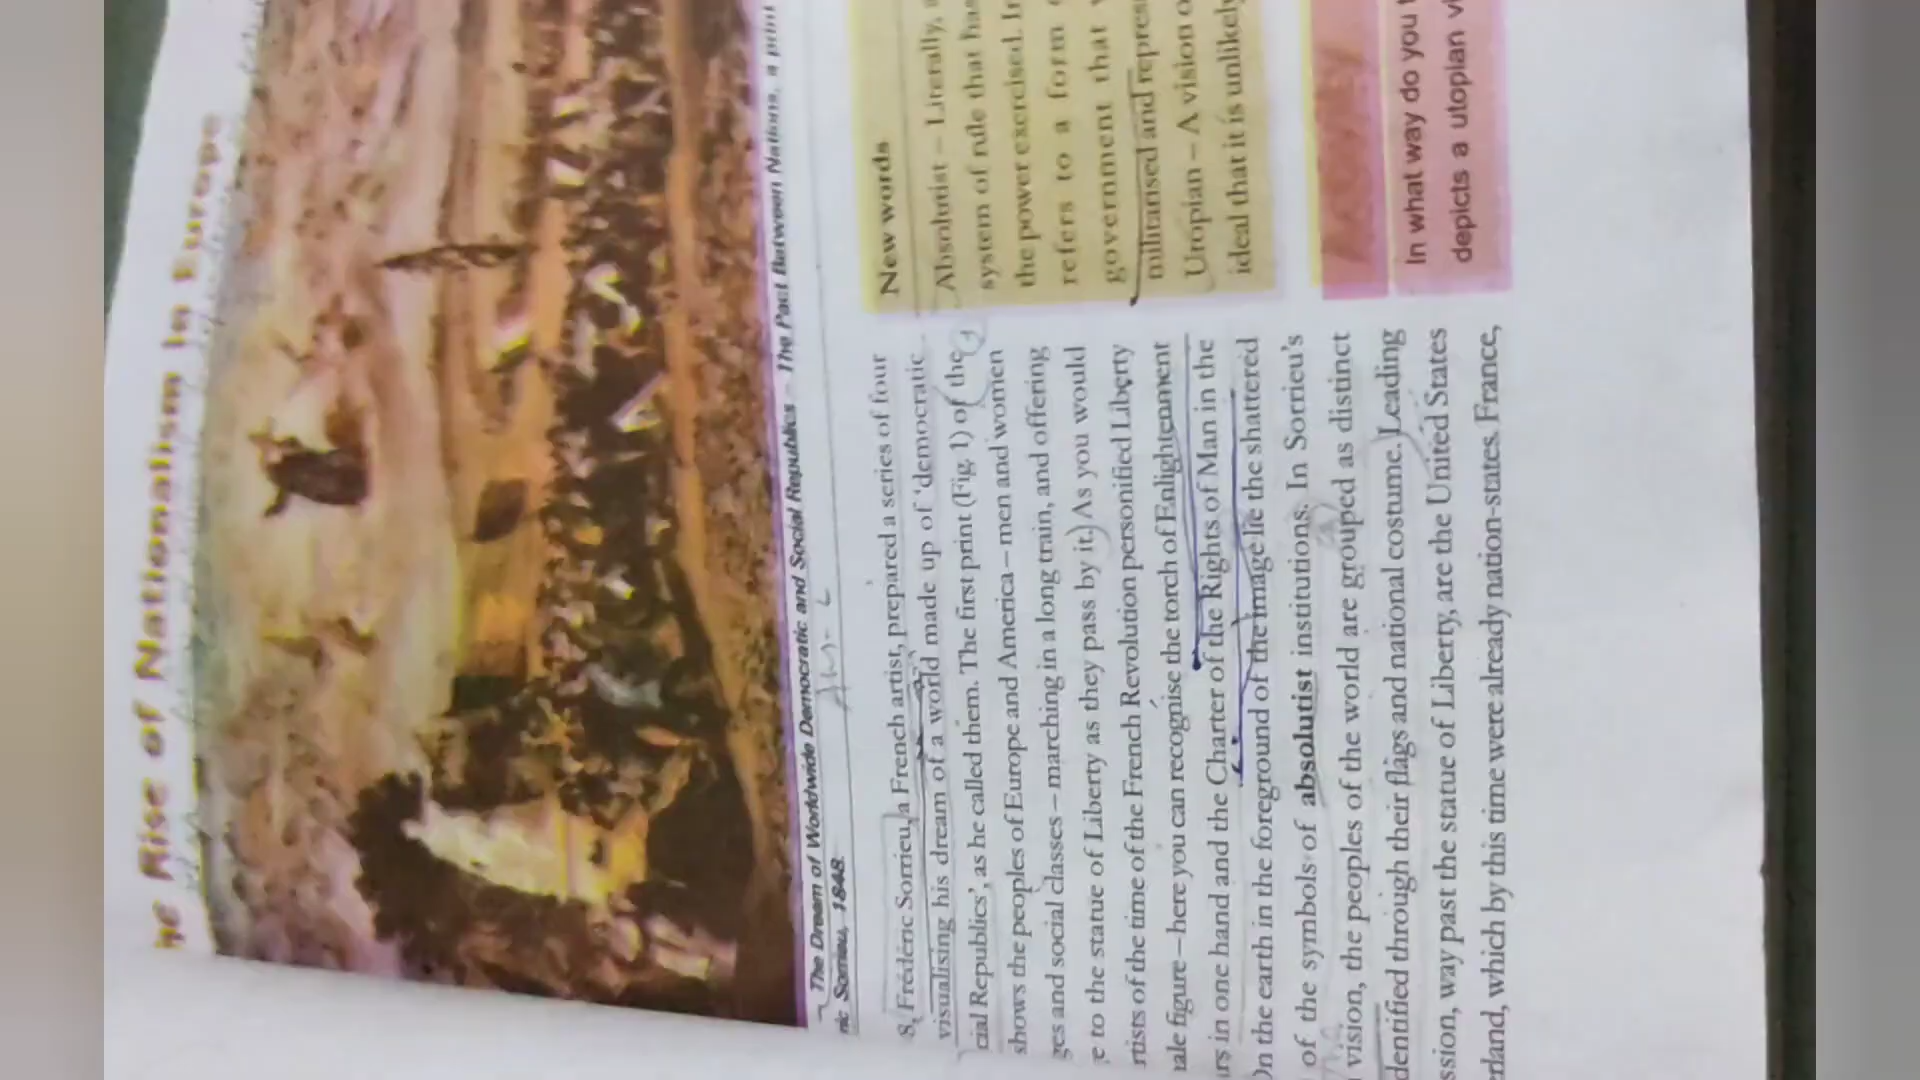 Rise of Nationalism in Europe
The Dream of Worldwide Democratic and Social Republics – The Pact Between Nations, a print
Sorrieu, 1848.
8, Frédéric Sorrieu, a French artist, prepared a series of four
visualising his dream of a world made up of 'democratic
cial Republics', as he called them. The first print (Fig. 1) of the
shows the peoples of Europe and America – men and women
ges and social classes – marching in a long train, and offering
e to the statue of Liberty as they pass by it. As you would
rtists of the time of the French Revolution personified Liberty
ale figure – here you can recognise the torch of Enlightenment
rs in one hand and the Charter of the Rights of Man in the
On the earth in the foreground of the image lie the shattered
of the symbols of absolutist institutions. In Sorrieu's
vision, the peoples of the world are grouped as distinct
dentified through their flags and national costume. Leading
ssion, way past the statue of Liberty, are the United States
erland, which by this time were already nation-states. France,
New words
Absolutist – Literally,
system of rule that has
the power exercised. In
refers to a form
government that
militarised and repres
Utopian – A vision o
ideal that it is unlikely
In what way do you t
depicts a utopian vi